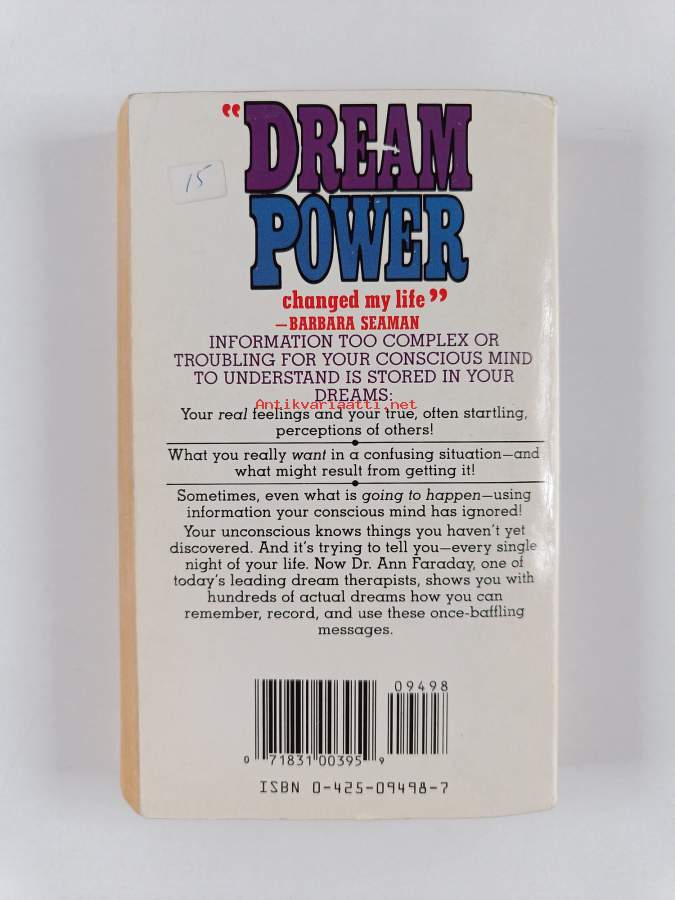 “DREAM
POWER
changed my life”
—BARBARA SEAMAN
15
INFORMATION TOO COMPLEX OR
TROUBLING FOR YOUR CONSCIOUS MIND
TO UNDERSTAND IS STORED IN YOUR
DREAMS:
Antikvariaatti.net
Your real feelings and your true, often startling,
perceptions of others!
What you really want in a confusing situation—and
what might result from getting it!
Sometimes, even what is going to happen—using
information your conscious mind has ignored!
Your unconscious knows things you haven't yet
discovered. And it's trying to tell you—every single
night of your life. Now Dr. Ann Faraday, one of
today's leading dream therapists, shows you with
hundreds of actual dreams how you can
remember, record, and use these once-baffling
messages.
09498
0 71831 00395 9
ISBN 0-425-09498-7